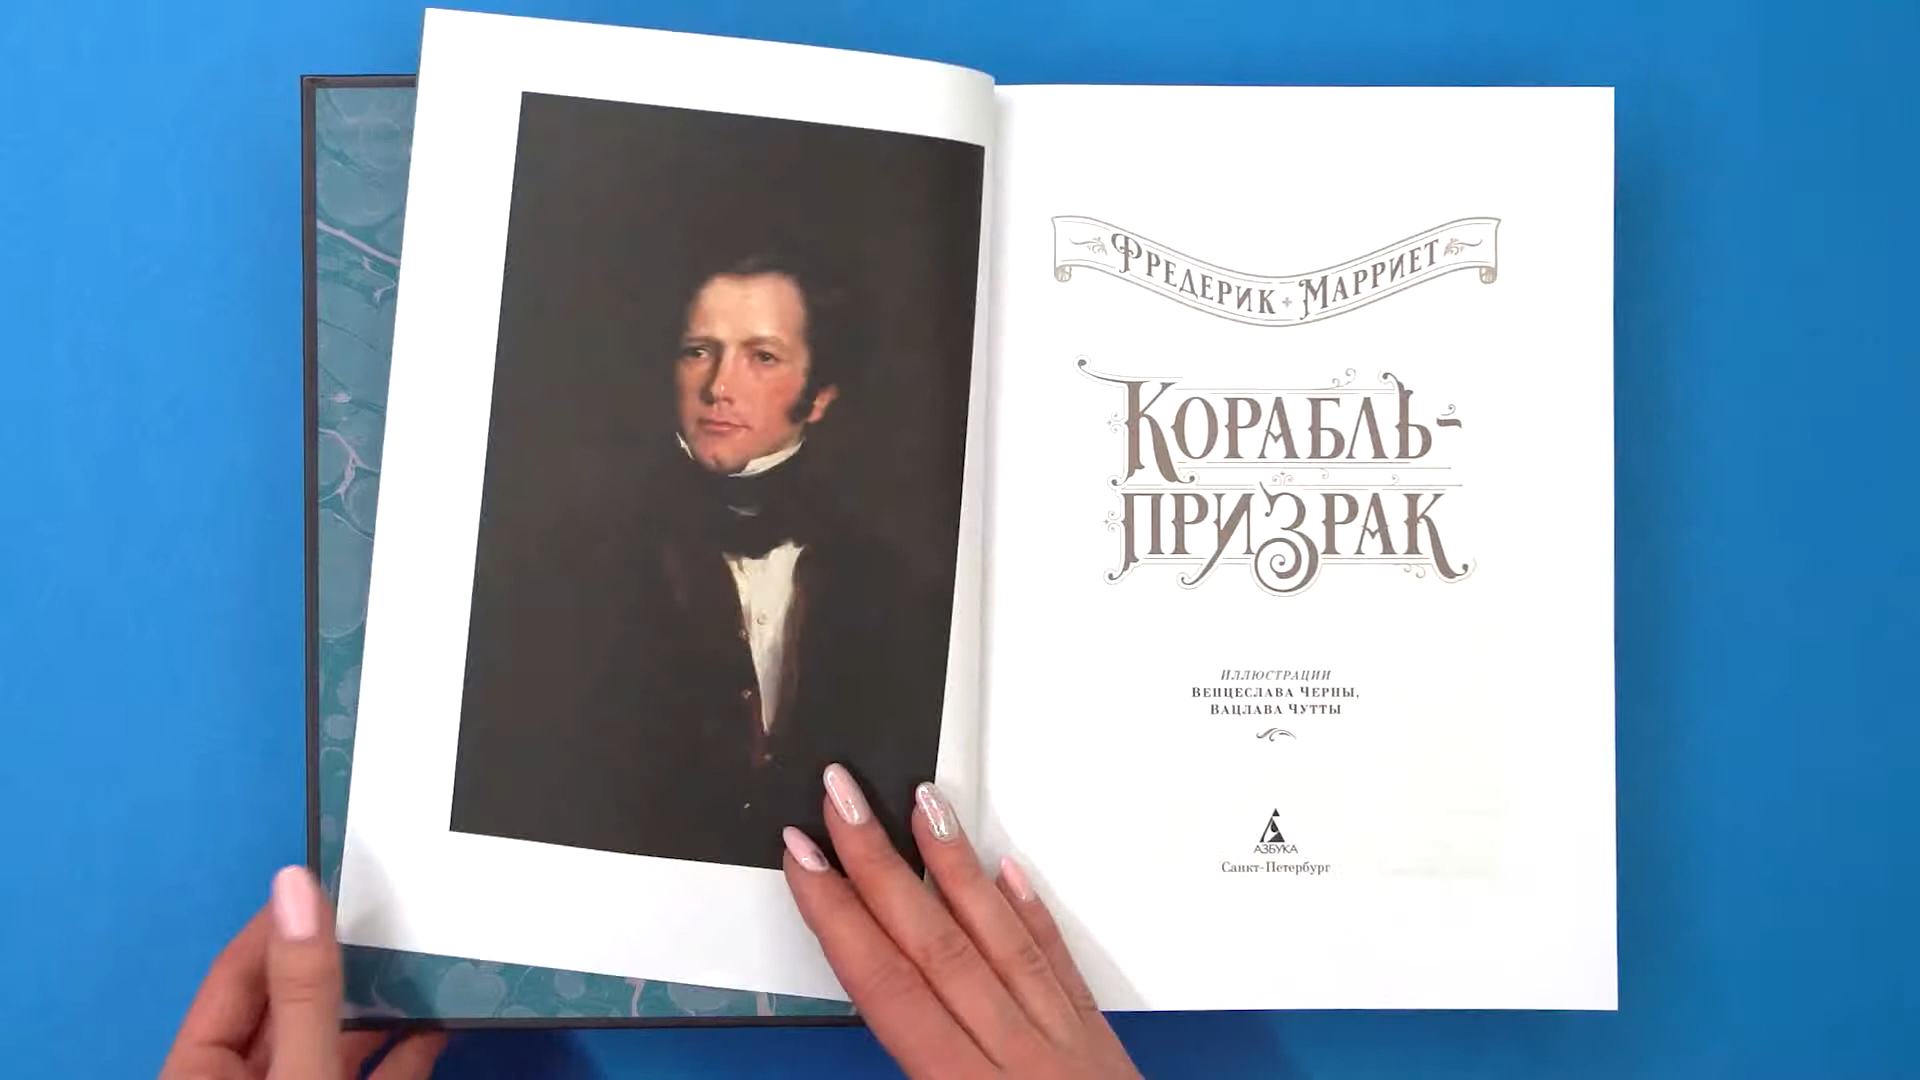 Фредерик Марриет
Корабль-
призрак
Иллюстрации
Венцеслава Черны,
Вацлава Чутты
АЗБУКА
Санкт-Петербург